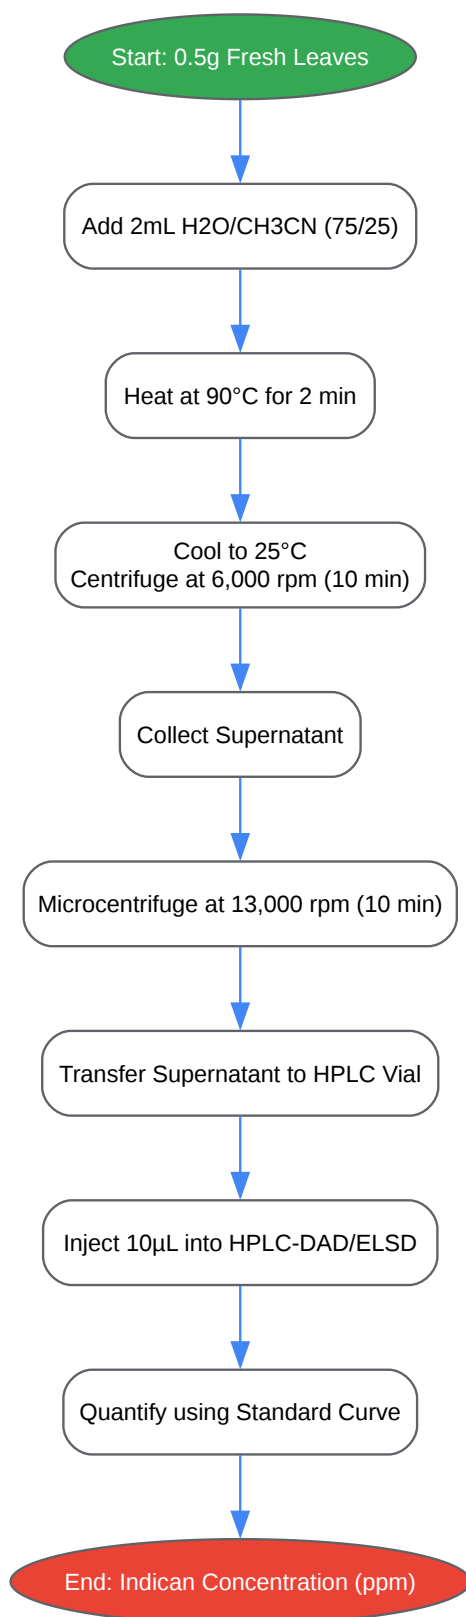 Start: 0.5g Fresh Leaves
Add 2mL H2O/CH3CN (75/25)
Heat at 90°C for 2 min
Cool to 25°C
Centrifuge at 6,000 rpm (10 min)
Collect Supernatant
Microcentrifuge at 13,000 rpm (10 min)
Transfer Supernatant to HPLC Vial
Inject 10µL into HPLC-DAD/ELSD
Quantify using Standard Curve
End: Indican Concentration (ppm)